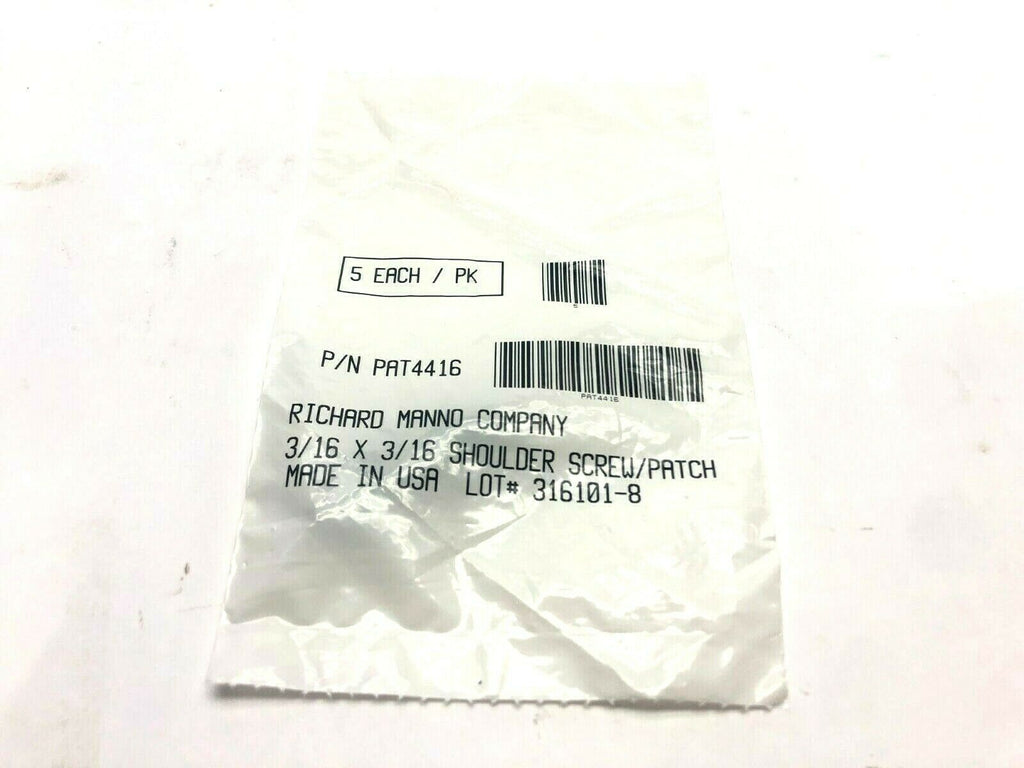 5 EACH / PK
5
P/N PAT4416
PAT4416
RICHARD MANNO COMPANY
3/16 X 3/16 SHOULDER SCREW/PATCH
MADE IN USA LOT# 316101-8